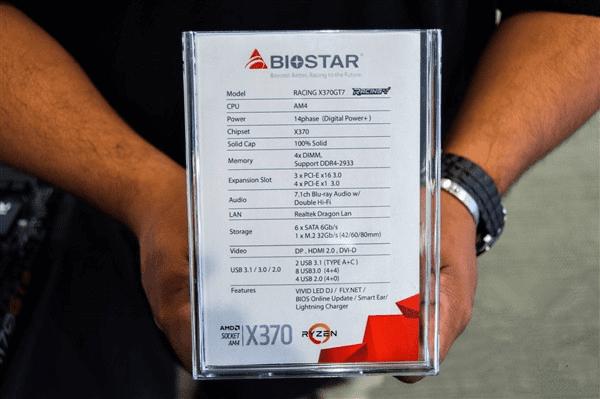 BIOSTAR
Beyond Better, Racing to the Future.
Model RACING X370GT7 RACING
CPU AM4
Power 14phase (Digital Power+ )
Chipset X370
Solid Cap 100% Solid
Memory 4x DIMM,
Support DDR4-2933
Expansion Slot 3 x PCI-E x16 3.0
4 x PCI-E x1 3.0
Audio 7.1ch Blu-ray Audio w/
Double Hi-Fi
LAN Realtek Dragon Lan
Storage 6 x SATA 6Gb/s
1 x M.2 32Gb/s (42/60/80mm)
Video DP , HDMI 2.0 , DVI-D
USB 3.1 / 3.0 / 2.0 2 USB 3.1 (TYPE A+C )
8 USB3.0 (4+4)
4 USB 2.0 (4+0)
Features VIVID LED DJ / FLY.NET /
BIOS Online Update / Smart Ear/
Lightning Charger
AMD
SOCKET
AM4
X370
RYZEN